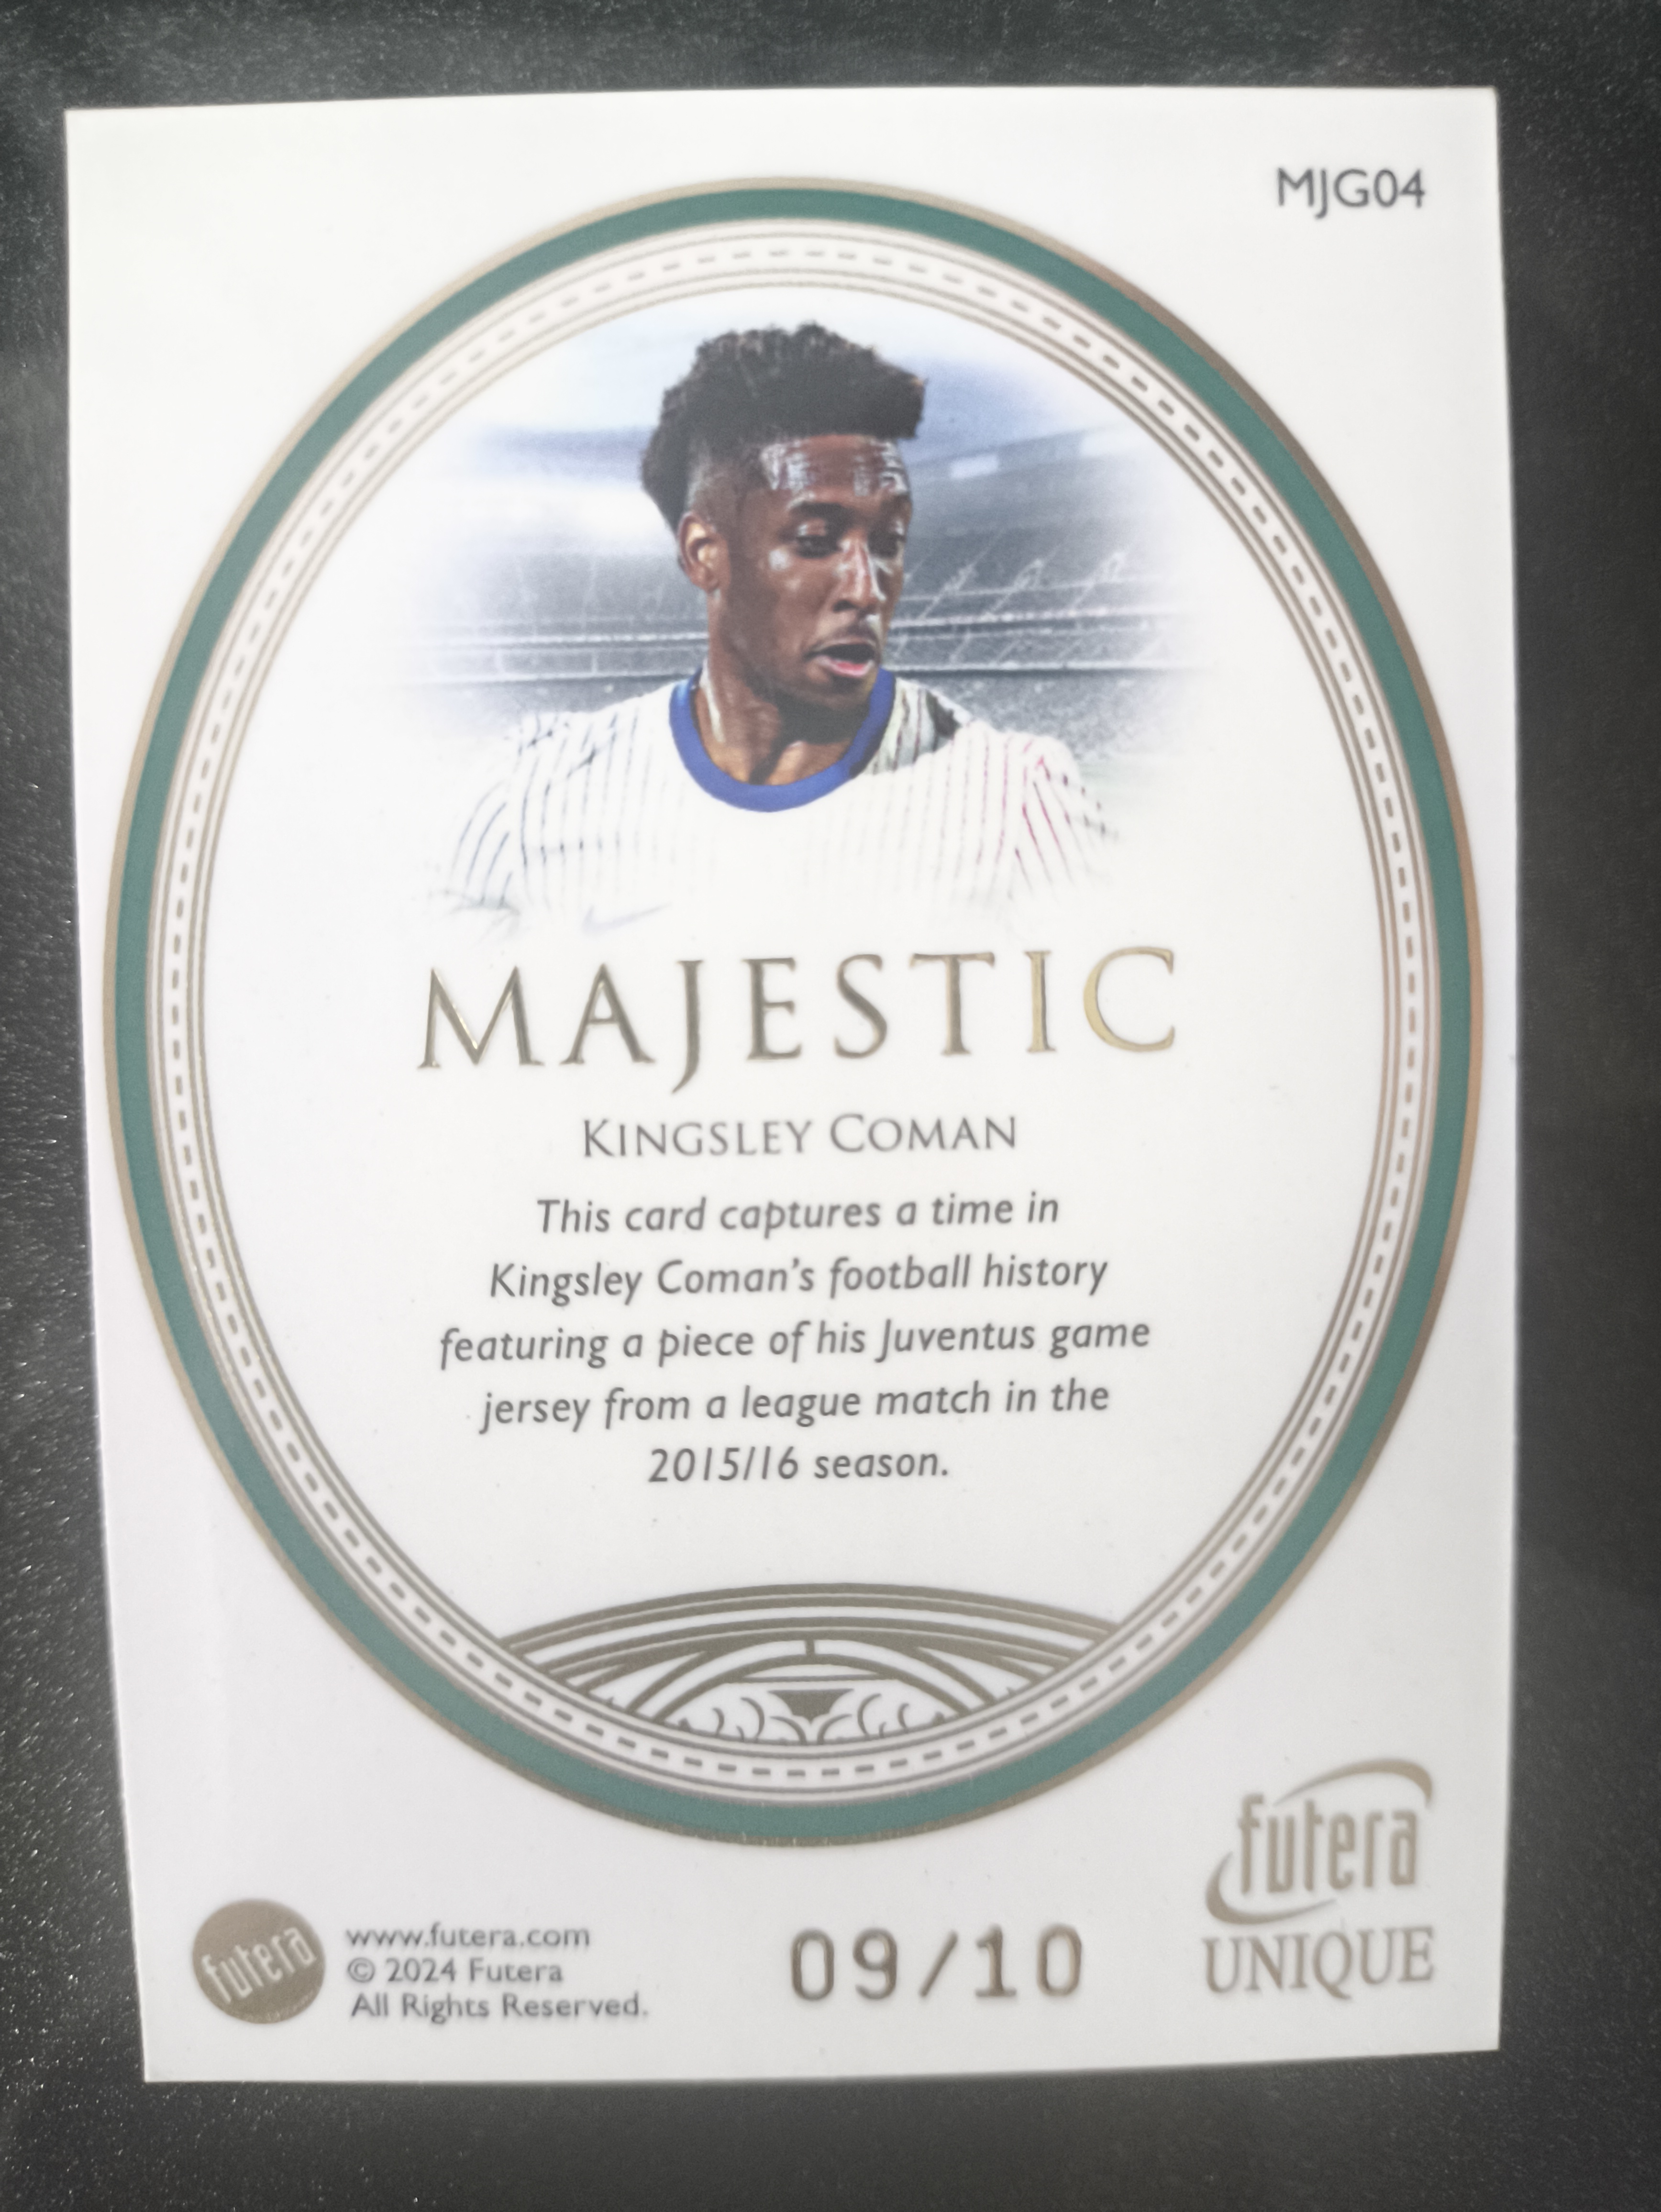 MJG04
MAJESTIC
KINGSLEY COMAN
This card captures a time in
Kingsley Coman's football history
featuring a piece of his Juventus game
jersey from a league match in the
2015/16 season.
futera
www.futera.com
© 2024 Futera
All Rights Reserved.
09/10
futera
UNIQUE